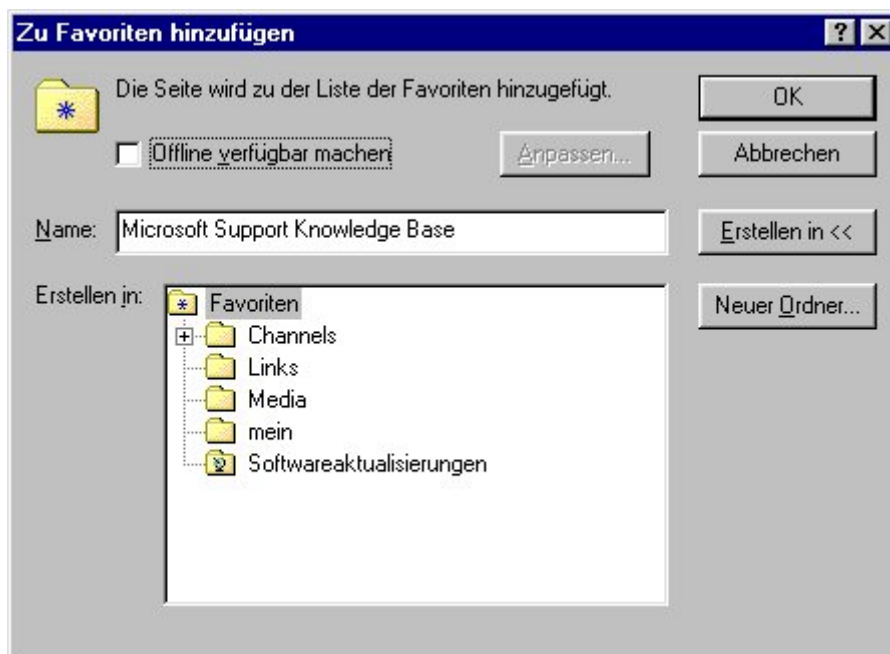 Zu Favoriten hinzufügen
Die Seite wird zu der Liste der Favoriten hinzugefügt.
OK
Offline verfügbar machen
Anpassen...
Abbrechen
Name:
Microsoft Support Knowledge Base
Erstellen in <<
Erstellen in:
Favoriten
Neuer Ordner...
Channels
Links
Media
mein
Softwareaktualisierungen